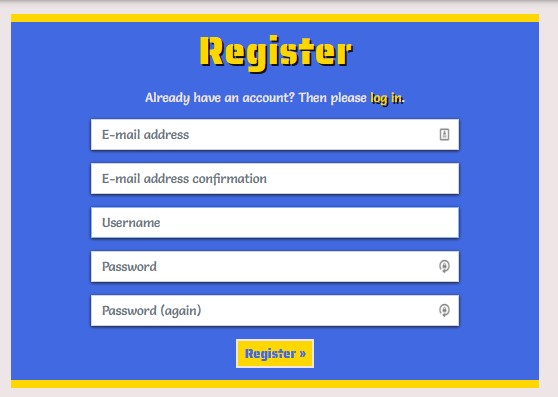 Register
Already have an account? Then please log in.
E-mail address
E-mail address confirmation
Username
Password
Password (again)
Register »